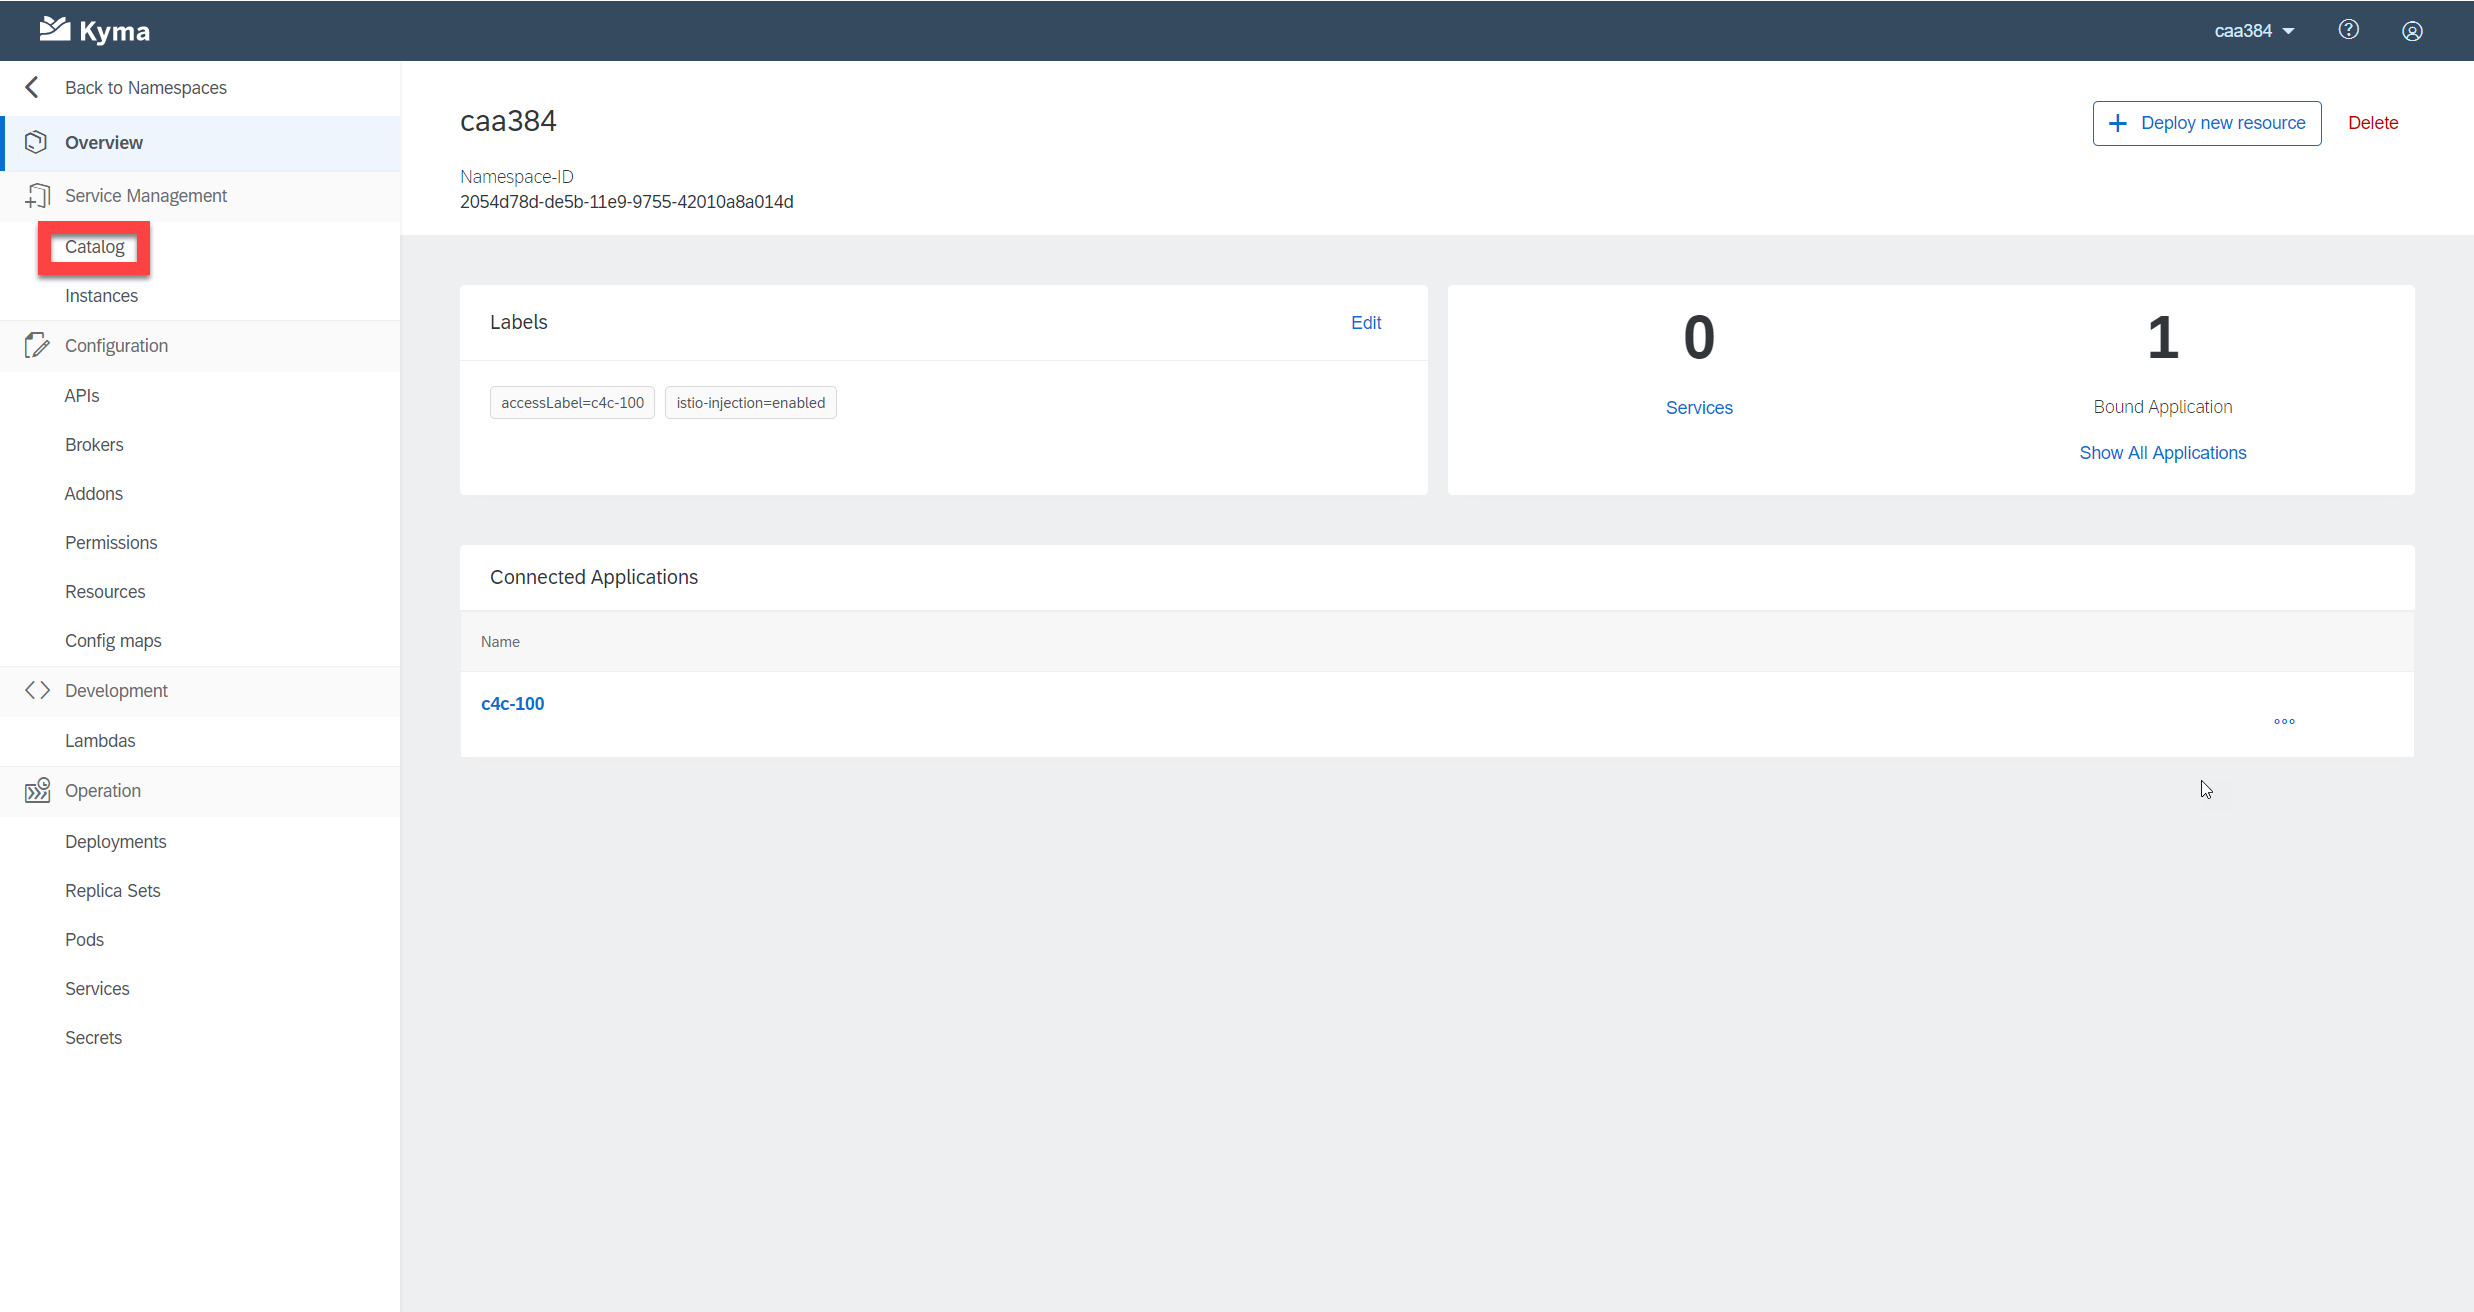 Kyma
caa384
Back to Namespaces
Overview
Service Management
Catalog
Instances
Configuration
APIs
Brokers
Addons
Permissions
Resources
Config maps
Development
Lambdas
Operation
Deployments
Replica Sets
Pods
Services
Secrets
caa384
Deploy new resource
Delete
Namespace-ID
2054d78d-de5b-11e9-9755-42010a8a014d
Labels
Edit
accessLabel=c4c-100
istio-injection=enabled
0
Services
1
Bound Application
Show All Applications
Connected Applications
Name
c4c-100